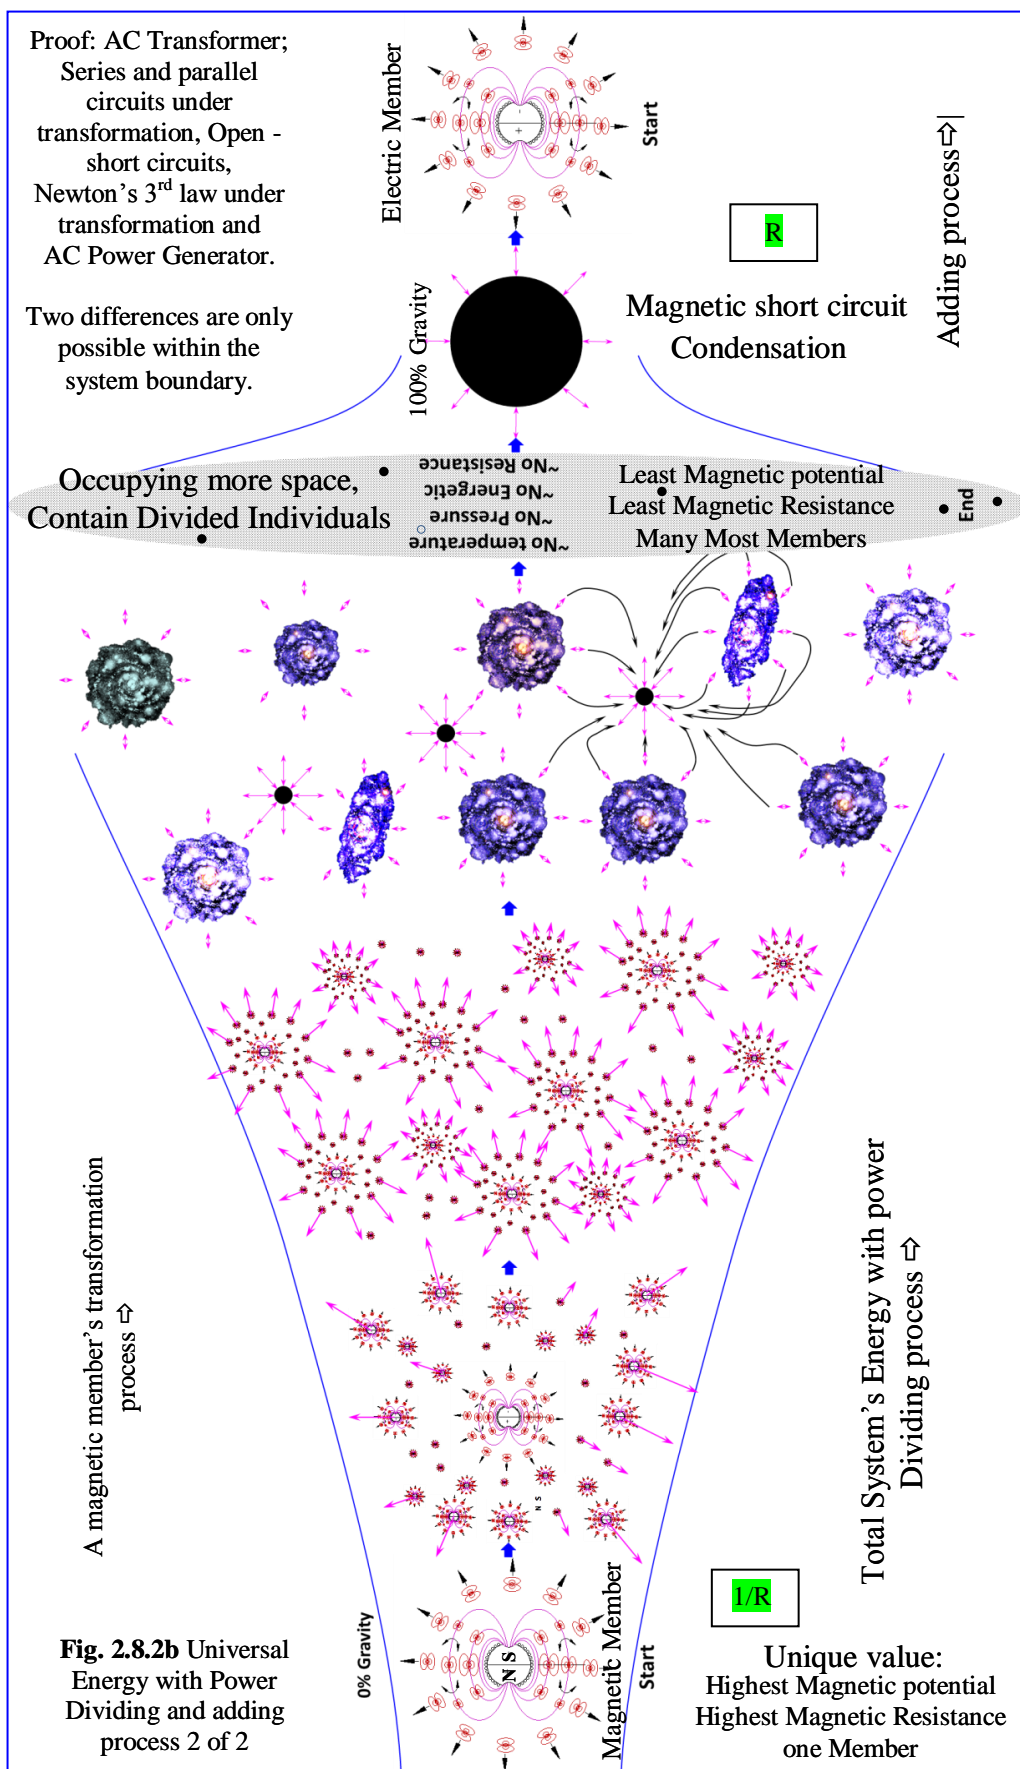 Proof: AC Transformer;
Series and parallel
circuits under
transformation, Open -
short circuits,
Newton's 3rd law under
transformation and
AC Power Generator.
Two differences are only
possible within the
system boundary.
Electric Member
- 
+
Start
R
Adding process⇨|
100% Gravity
Magnetic short circuit
Condensation
Occupying more space,
Contain Divided Individuals
~No temperature
~No Pressure
~No Energetic
~No Resistance
Least Magnetic potential
Least Magnetic Resistance
Many Most Members
End
A magnetic member's transformation
process ⇨
Total System's Energy with power
Dividing process ⇨
N S
0% Gravity
N S
Magnetic Member
Start
1/R
Fig. 2.8.2b Universal
Energy with Power
Dividing and adding
process 2 of 2
Unique value:
Highest Magnetic potential
Highest Magnetic Resistance
one Member